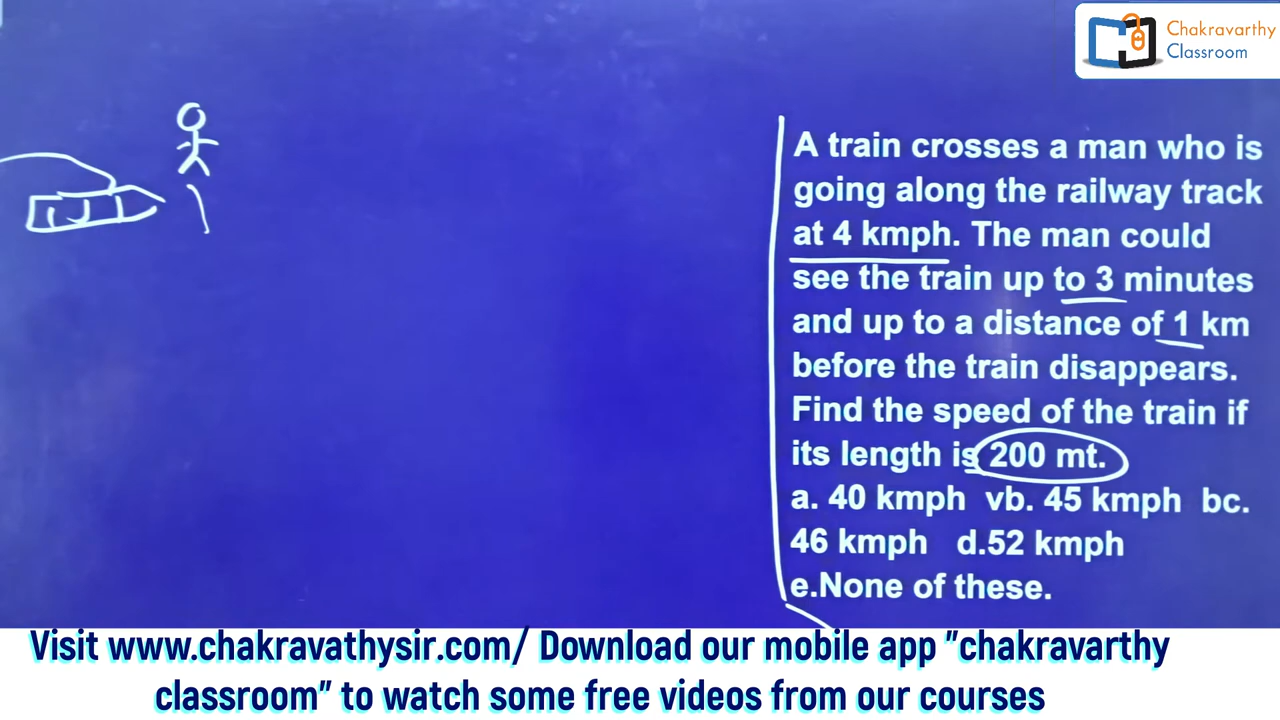 Chakravarthy
Classroom
A train crosses a man who is
going along the railway track
at 4 kmph. The man could
see the train up to 3 minutes
and up to a distance of 1 km
before the train disappears.
Find the speed of the train if
its length is 200 mt.
a. 40 kmph vb. 45 kmph bc.
46 kmph d.52 kmph
e.None of these.
Visit www.chakravathysir.com/ Download our mobile app "chakravarthy
classroom" to watch some free videos from our courses